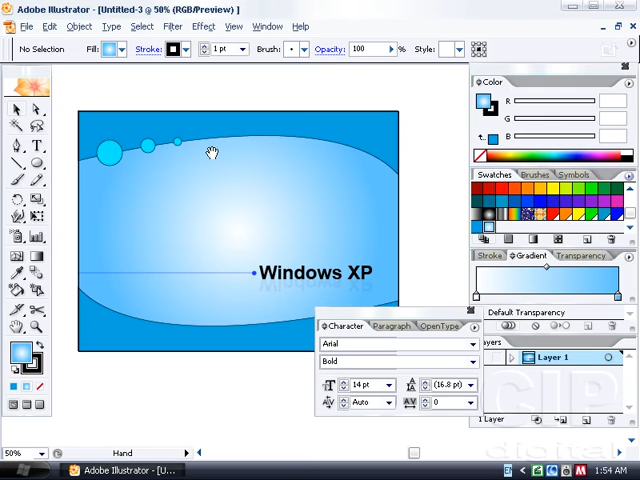 Adobe Illustrator - [Untitled-3 @ 50% (RGB/Preview) ]
File Edit Object Type Select Filter Effect View Window Help
No Selection Fill: Stroke: 1 pt Brush: Opacity: 100 % Style:
Color
R
G
B
Swatches Brushes Symbols
Stroke Gradient Transparency
Default Transparency
Windows XP
Character Paragraph OpenType
Arial
Bold
14 pt (16.8 pt)
Auto 0
ayers
Layer 1
1 Layer
CIP
digital
50% Hand
Adobe Illustrator - [U... 1:54 AM